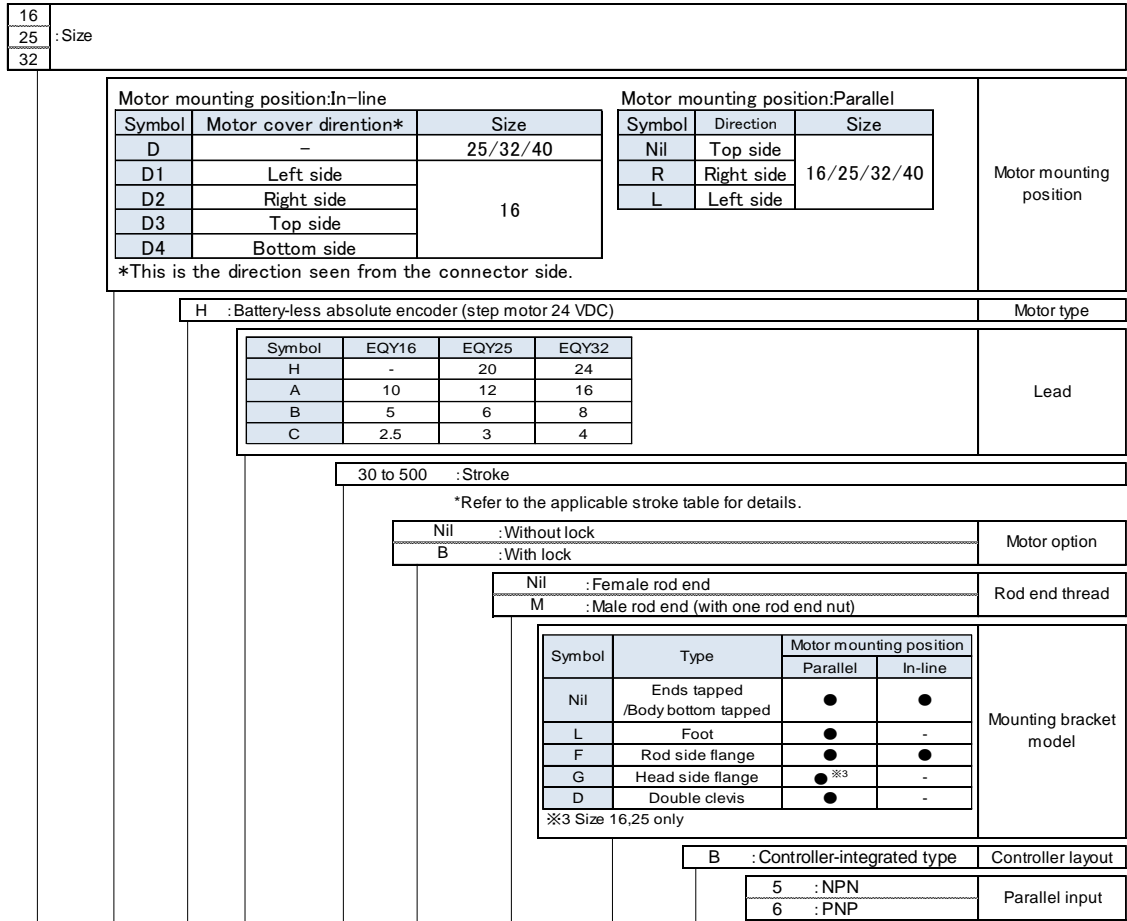 16
25 :Size
32
Motor mounting position:In-line
Symbol Motor cover dirention* Size
D - 25/32/40
D1 Left side 16
D2 Right side
D3 Top side
D4 Bottom side
*This is the direction seen from the connector side.
Motor mounting position:Parallel
Symbol Direction Size
Nil Top side 16/25/32/40
R Right side
L Left side
Motor mounting
position
H :Battery-less absolute encoder (step motor 24 VDC) Motor type
Symbol EQY16 EQY25 EQY32
H - 20 24
A 10 12 16
B 5 6 8
C 2.5 3 4
Lead
30 to 500 :Stroke
*Refer to the applicable stroke table for details.
Nil :Without lock
B :With lock
Motor option
Nil :Female rod end
M :Male rod end (with one rod end nut)
Rod end thread
Symbol Type Motor mounting position
Parallel In-line
Nil Ends tapped
/Body bottom tapped ● ●
L Foot ● -
F Rod side flange ● ●
G Head side flange ●※3 -
D Double clevis ● -
※3 Size 16,25 only
Mounting bracket
model
B :Controller-integrated type Controller layout
5 :NPN
6 :PNP
Parallel input